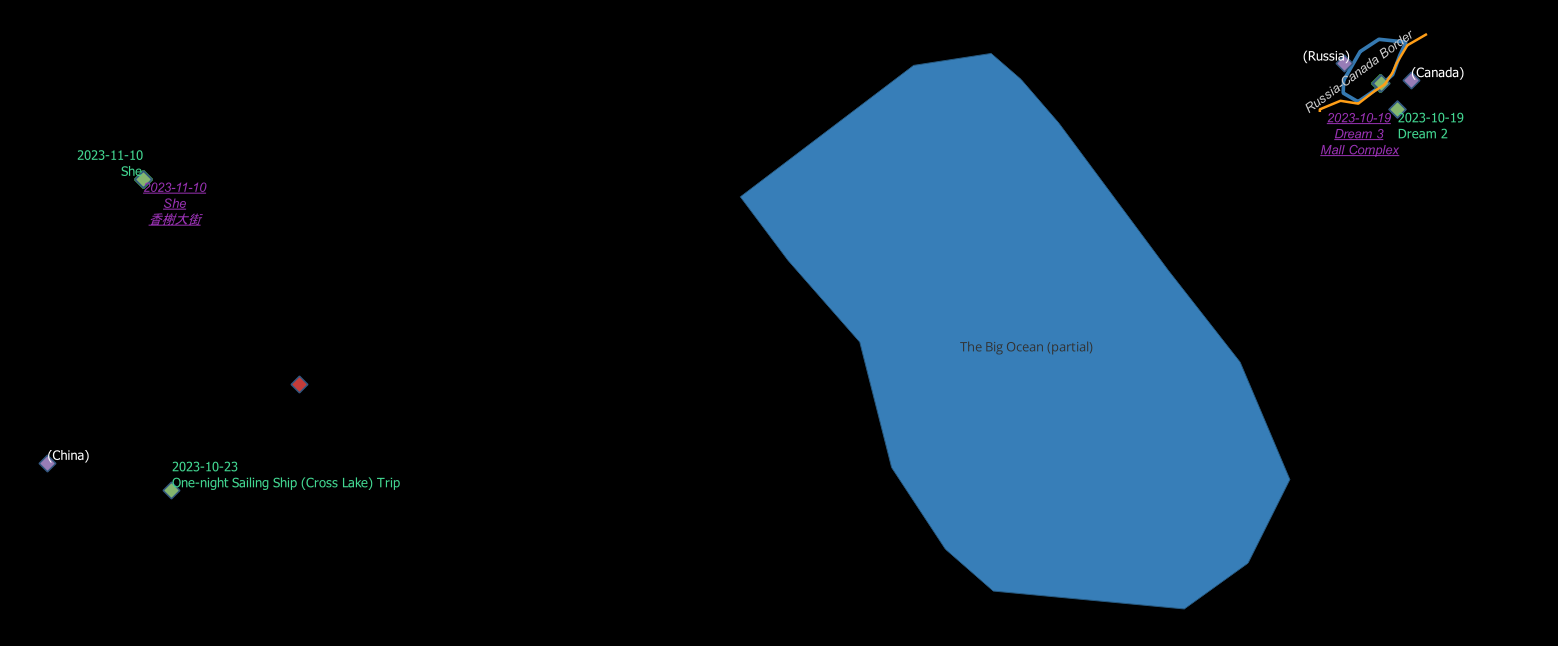 (Russia)
Russia-Canada Border
(Canada)
2023-10-19
Dream 3
Mall Complex
2023-10-19
Dream 2
2023-11-10
She
2023-11-10
She
香榭大街
The Big Ocean (partial)
(China)
2023-10-23
One-night Sailing Ship (Cross Lake) Trip